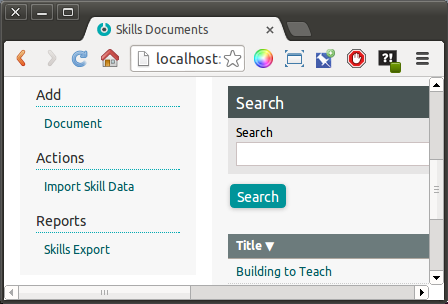 Skills Documents
localhost:
Add
Document
Actions
Import Skill Data
Reports
Skills Export
Search
Search
Search
Title ▼
Building to Teach
?!